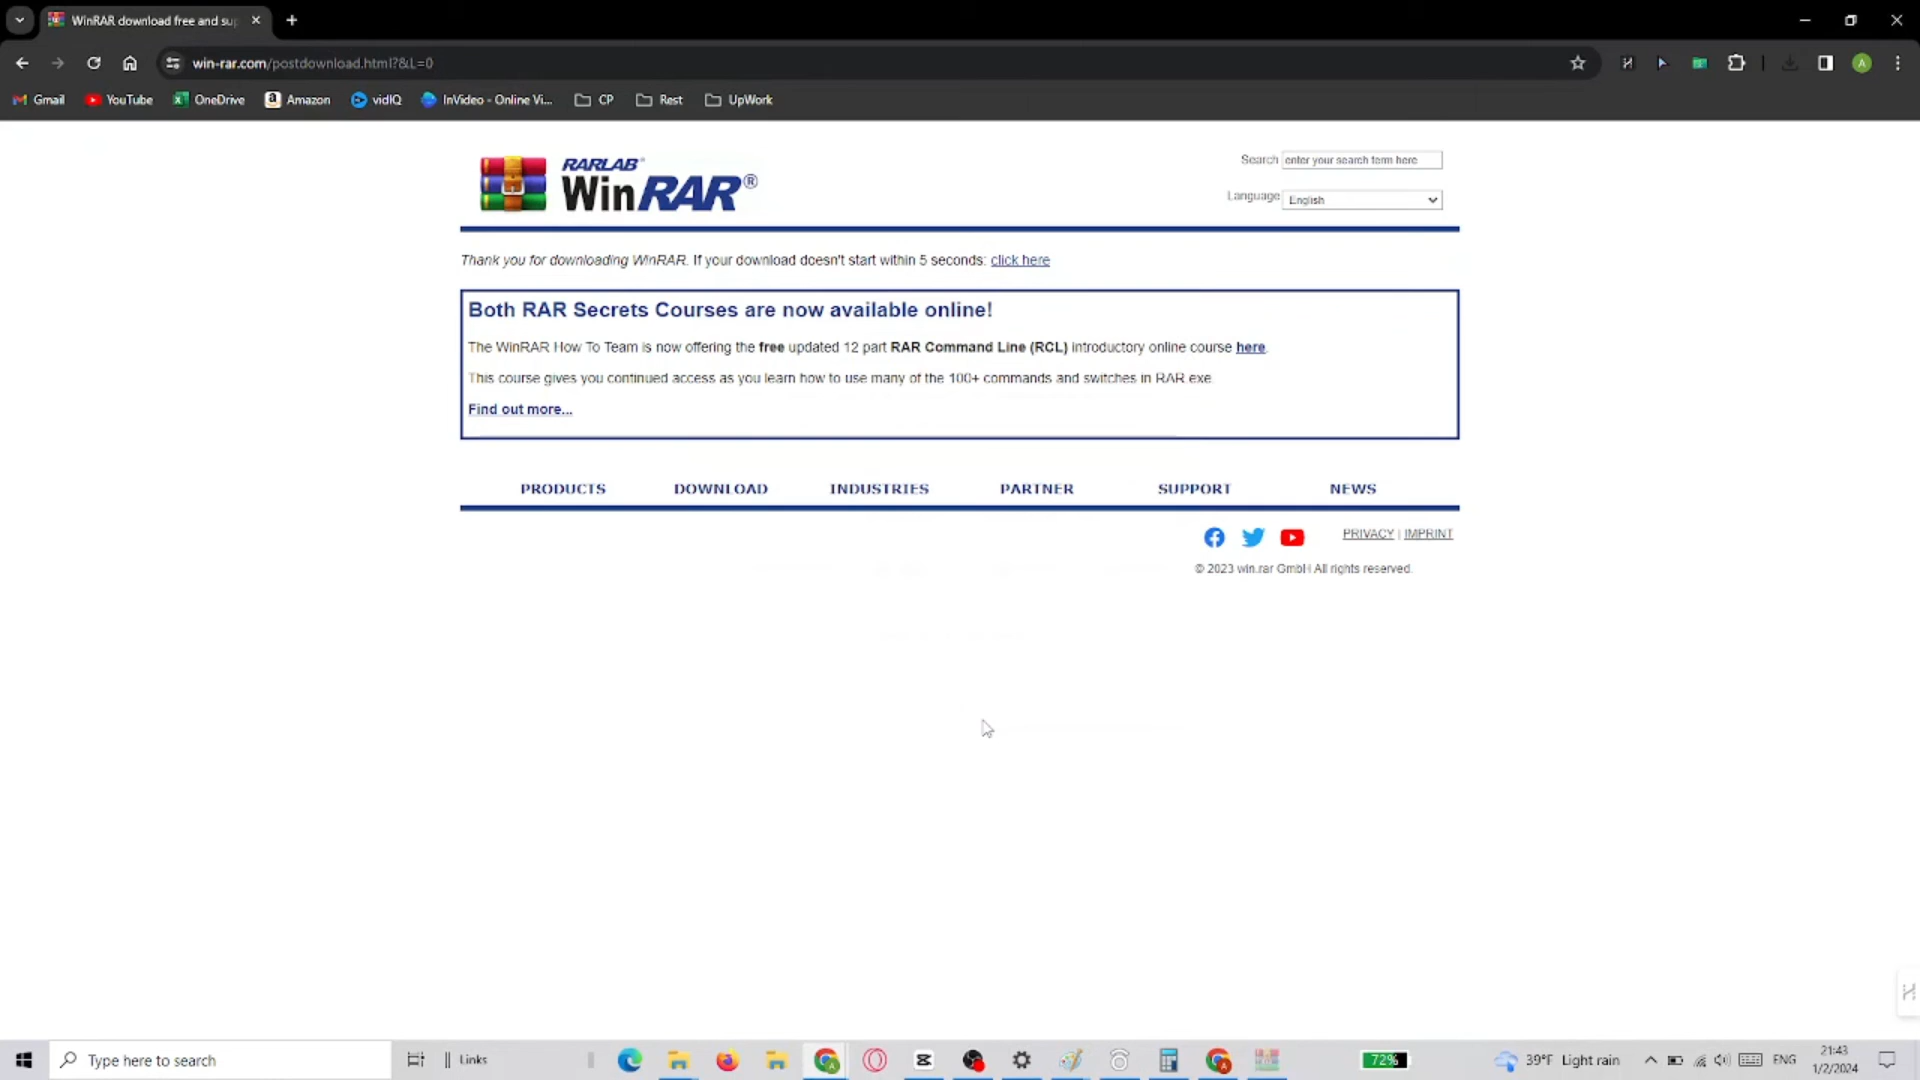 WinRAR download free and sup
win-rar.com/postdownload.html?&L=0
Gmail YouTube OneDrive Amazon vidIQ InVideo - Online Vi... CP Rest UpWork
RARLAB®
WinRAR®
Search enter your search term here
Language English
Thank you for downloading WinRAR. If your download doesn't start within 5 seconds: click here
Both RAR Secrets Courses are now available online!
The WinRAR How To Team is now offering the free updated 12 part RAR Command Line (RCL) introductory online course here.
This course gives you continued access as you learn how to use many of the 100+ commands and switches in RAR.exe
Find out more...
PRODUCTS DOWNLOAD INDUSTRIES PARTNER SUPPORT NEWS
PRIVACY | IMPRINT
© 2023 win.rar GmbH All rights reserved.
Type here to search
Links
72%
39°F Light rain
ENG
21:43
1/2/2024